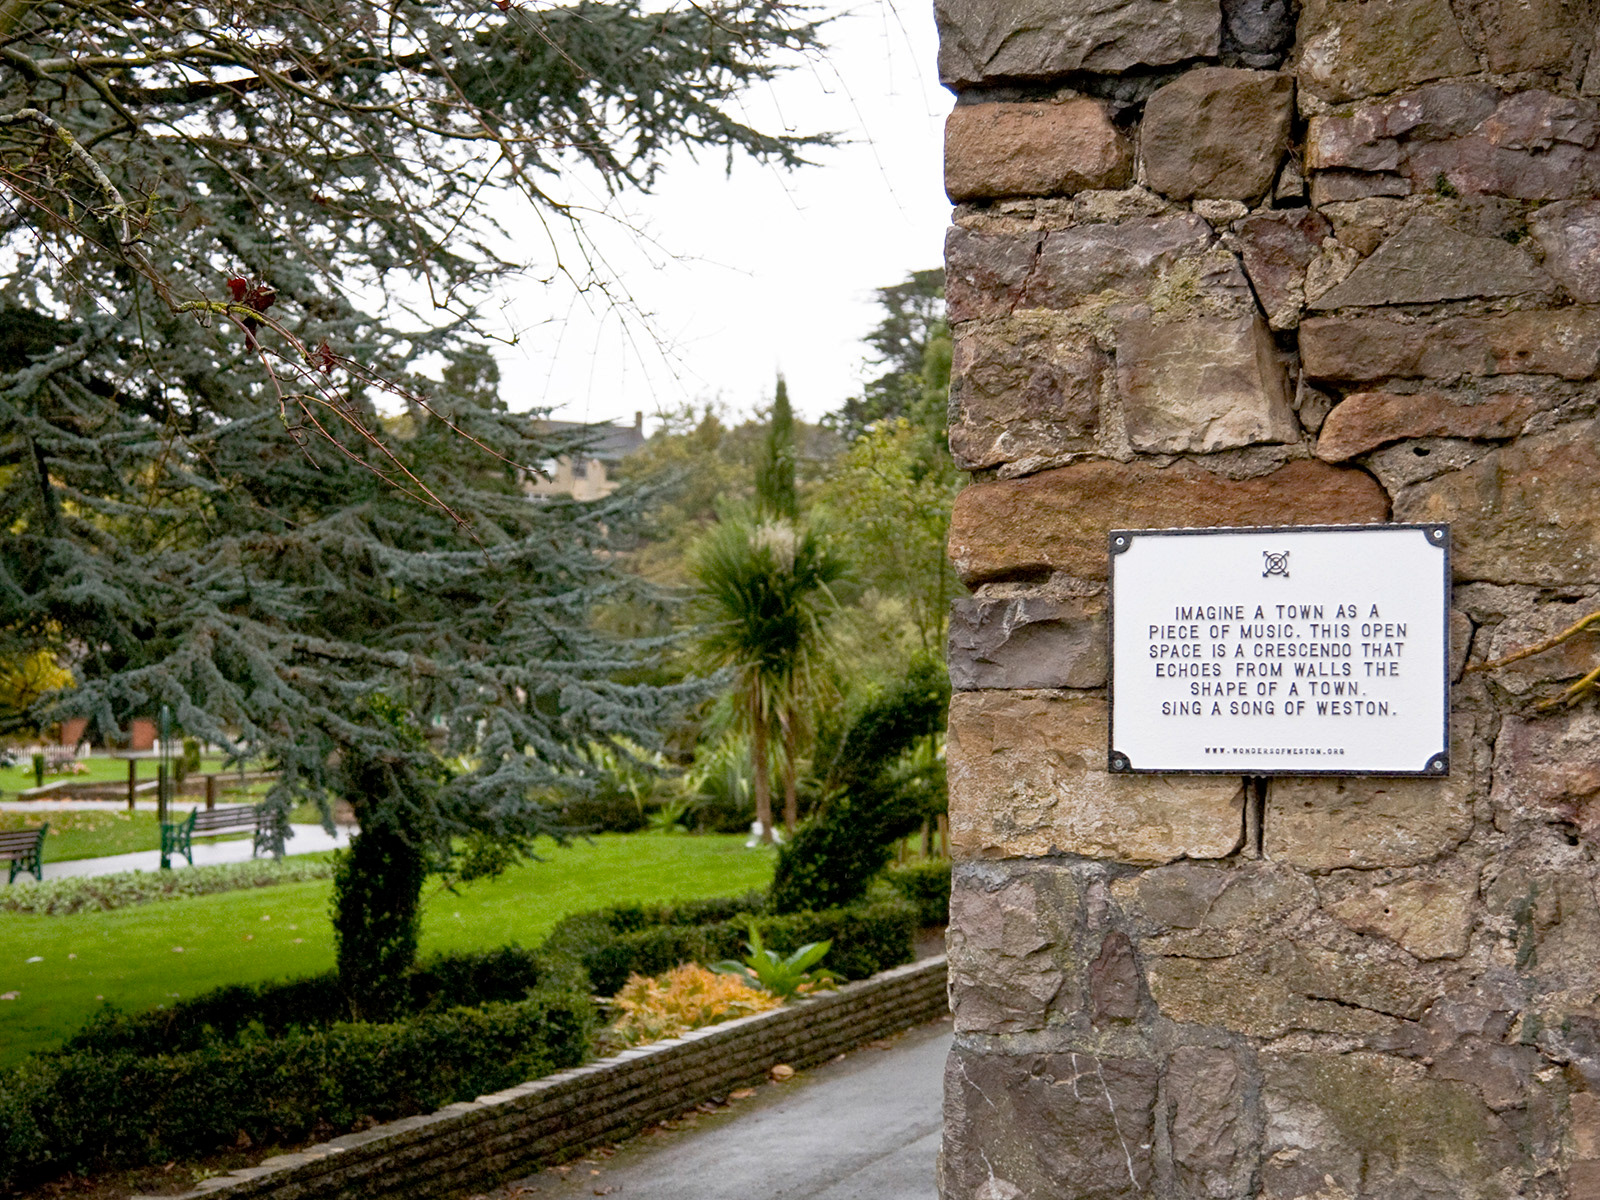 IMAGINE A TOWN AS A
PIECE OF MUSIC. THIS OPEN
SPACE IS A CRESCENDO THAT
ECHOES FROM WALLS THE
SHAPE OF A TOWN.
SING A SONG OF WESTON.
WWW.WONDERSOFWESTON.ORG